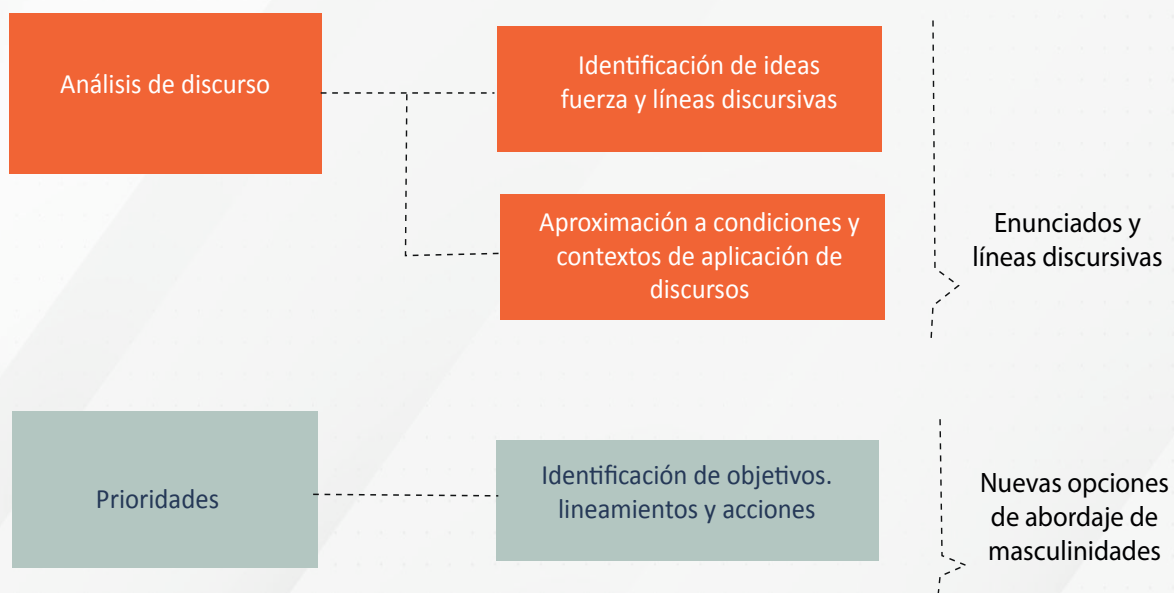 Análisis de discurso
Identificación de ideas
fuerza y líneas discursivas
Aproximación a condiciones y
contextos de aplicación de
discursos
Enunciados y
líneas discursivas
Prioridades
Identificación de objetivos.
lineamientos y acciones
Nuevas opciones
de abordaje de
masculinidades